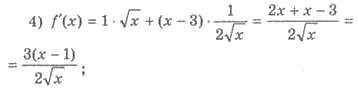 4) f′(x) = 1 · √x + (x − 3) · 1/(2√x) = (2x + x − 3)/(2√x) =
= 3(x − 1)/(2√x) ;